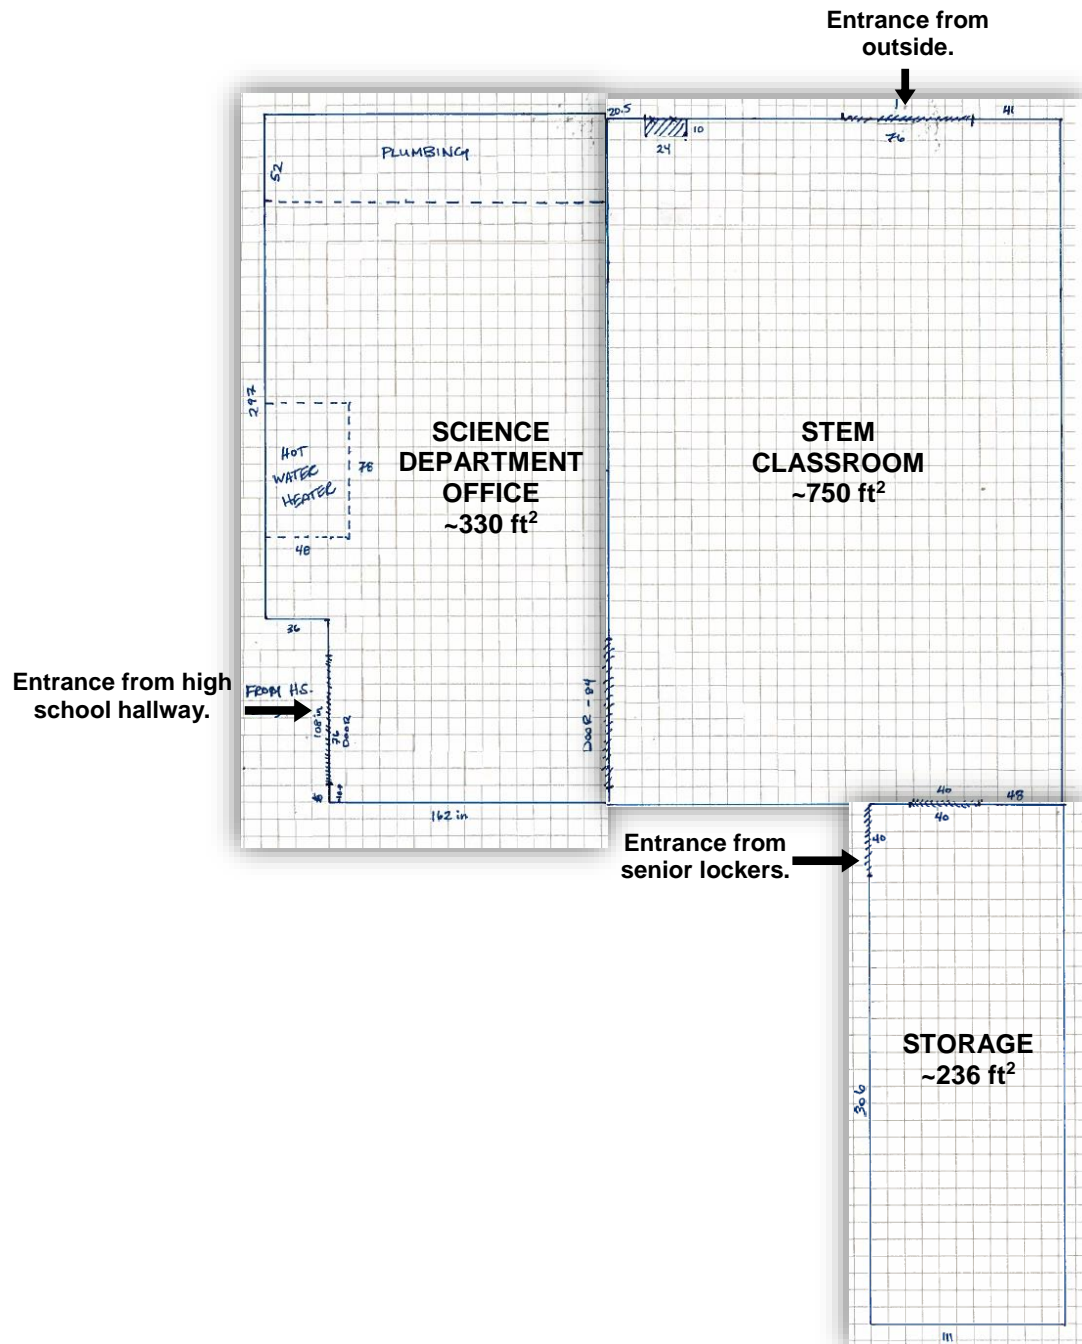 Entrance from
outside.
20.5
10
24
76
41
PLUMBING
52
297
HOT
WATER
HEATER
78
48
SCIENCE
DEPARTMENT
OFFICE
~330 ft²
STEM
CLASSROOM
~750 ft²
36
Entrance from high
school hallway.
FROM HS.
108 in
76
DOOR
DOOR - 84
162 in
40
48
40
40
Entrance from
senior lockers.
STORAGE
~236 ft²
306
111